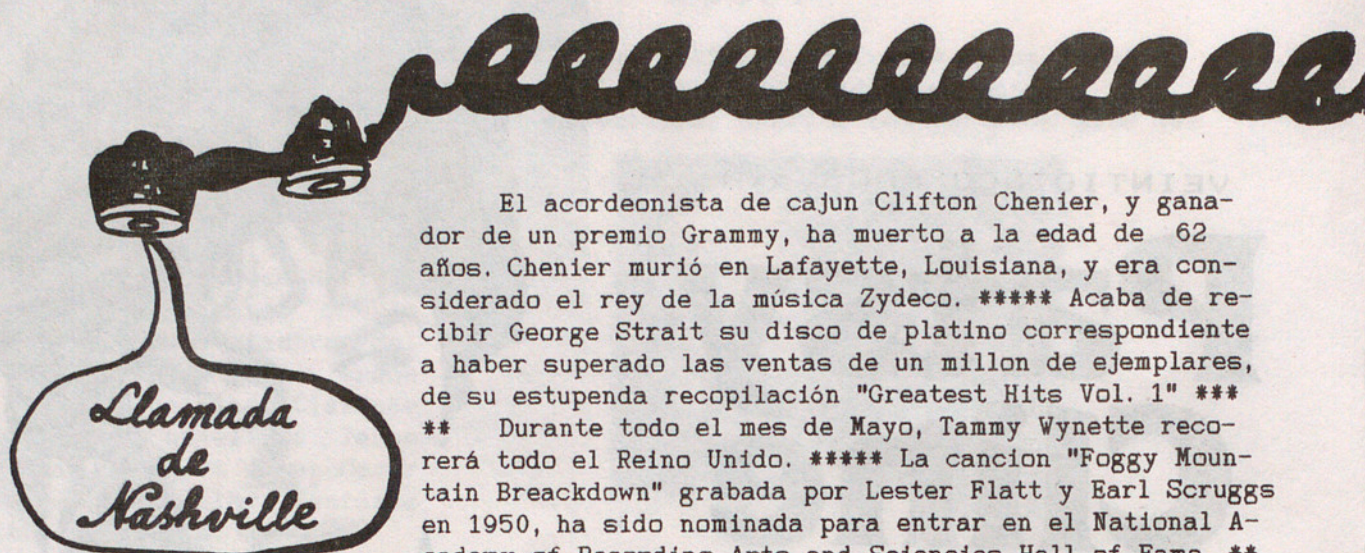 El acordeonista de cajun Clifton Chenier, y gana-
dor de un premio Grammy, ha muerto a la edad de 62
años. Chenier murió en Lafayette, Louisiana, y era con-
siderado el rey de la música Zydeco. ***** Acaba de re-
cibir George Strait su disco de platino correspondiente
a haber superado las ventas de un millon de ejemplares,
de su estupenda recopilación "Greatest Hits Vol. 1" ***
** Durante todo el mes de Mayo, Tammy Wynette reco-
rerá todo el Reino Unido. ***** La cancion "Foggy Moun-
tain Breackdown" grabada por Lester Flatt y Earl Scruggs
en 1950, ha sido nominada para entrar en el National A-
Llamada
de
Nashville